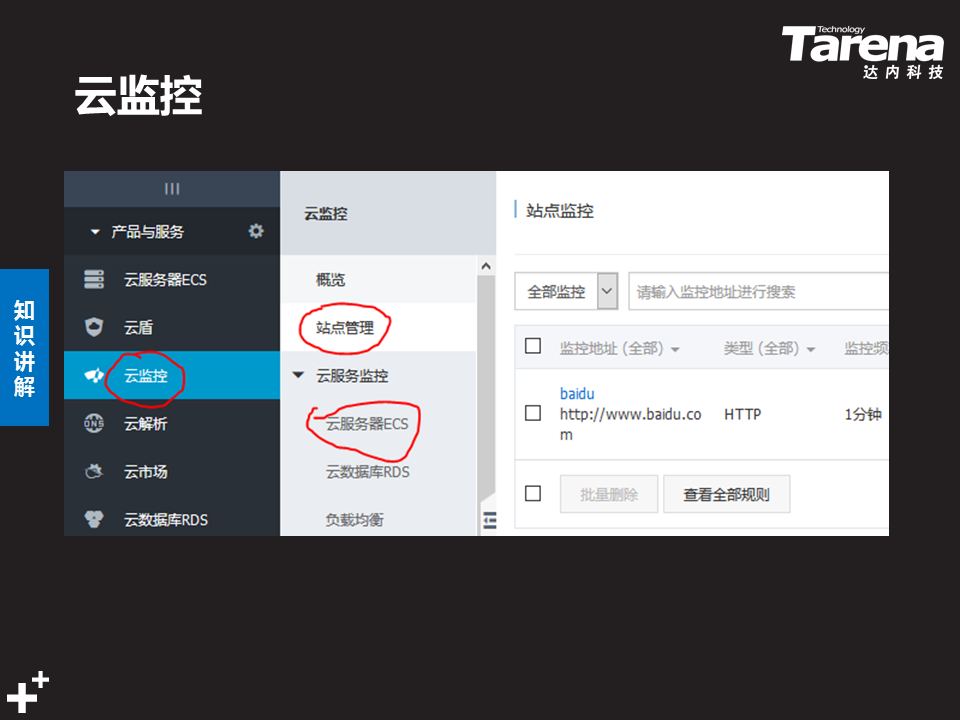 Technology
Tarena
达内科技
云监控
知识讲解
产品与服务
云服务器ECS
云盾
云监控
DNS
云解析
云市场
云数据库RDS
云监控
概览
站点管理
云服务监控
云服务器ECS
云数据库RDS
负载均衡
站点监控
全部监控
请输入监控地址进行搜索
监控地址 (全部)
类型 (全部)
监控频
baidu
http://www.baidu.co
m
HTTP
1分钟
批量删除
查看全部规则